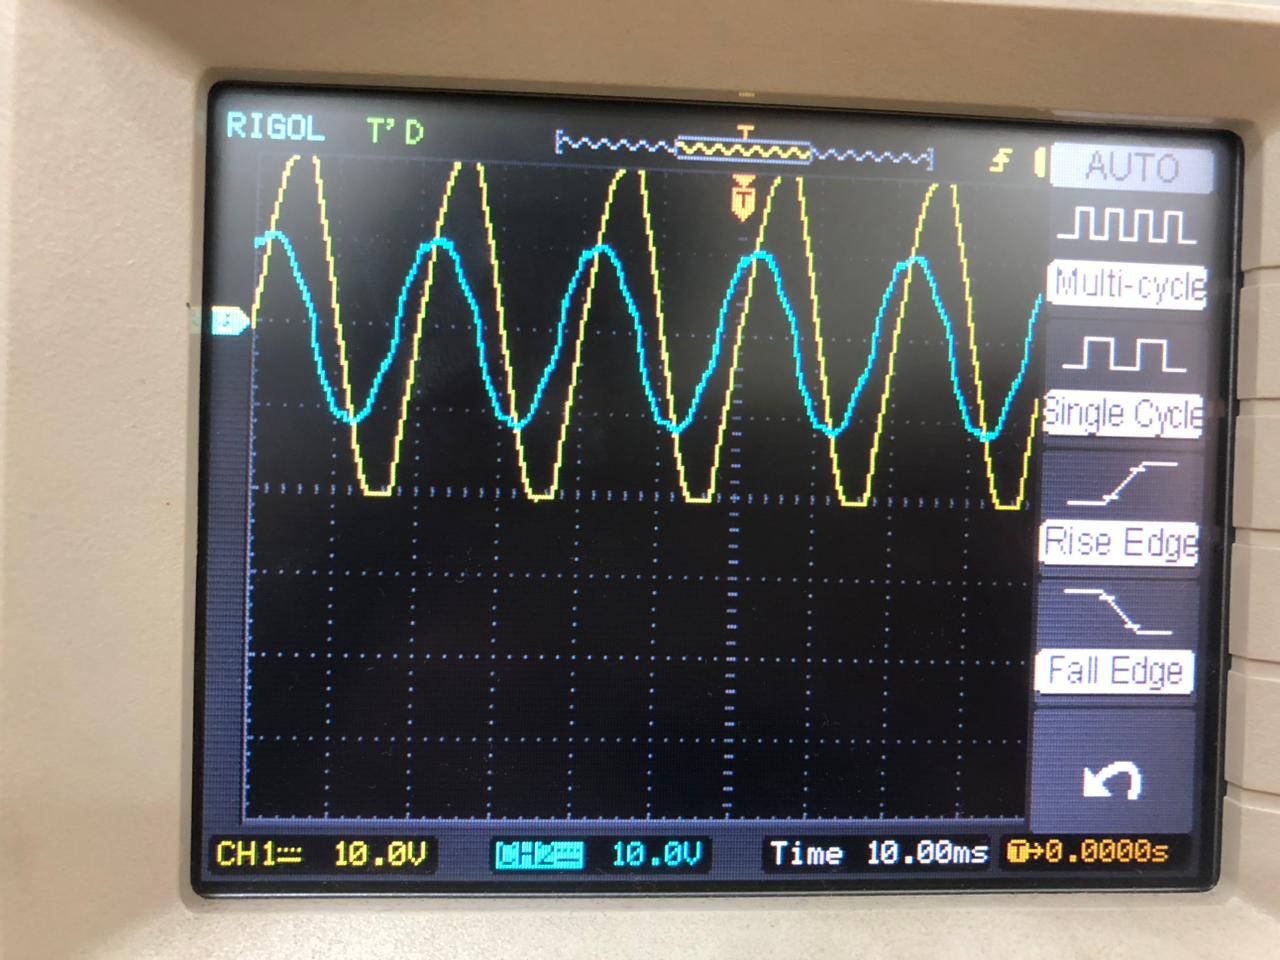 RIGOL T'D T
T
AUTO
Multi-cycle
Single Cycle
Rise Edge
Fall Edge
CH1 10.0V CH2 10.0V Time 10.00ms T→0.0000s